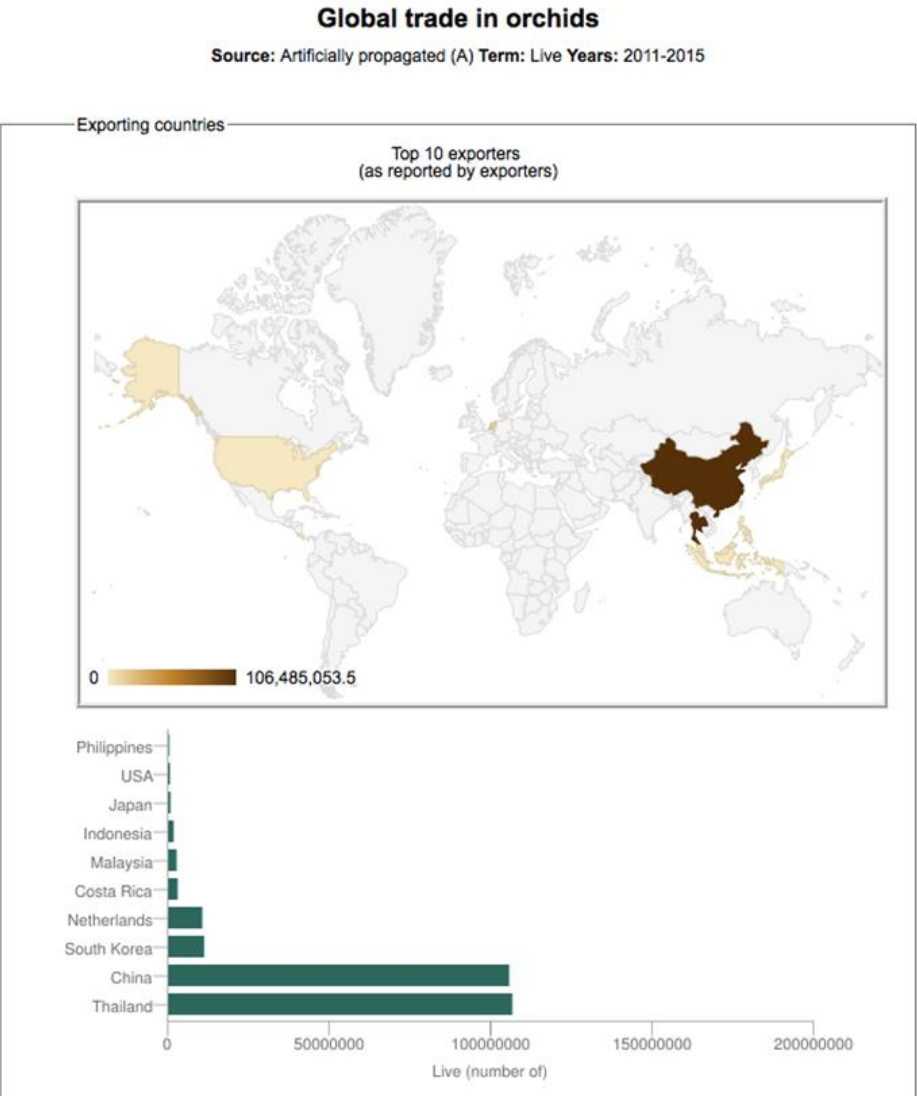 Global trade in orchids
Source: Artificially propagated (A) Term: Live Years: 2011-2015
Exporting countries
Top 10 exporters
(as reported by exporters)
0 106,485,053.5
Philippines
USA
Japan
Indonesia
Malaysia
Costa Rica
Netherlands
South Korea
China
Thailand
0 50000000 100000000 150000000 200000000
Live (number of)